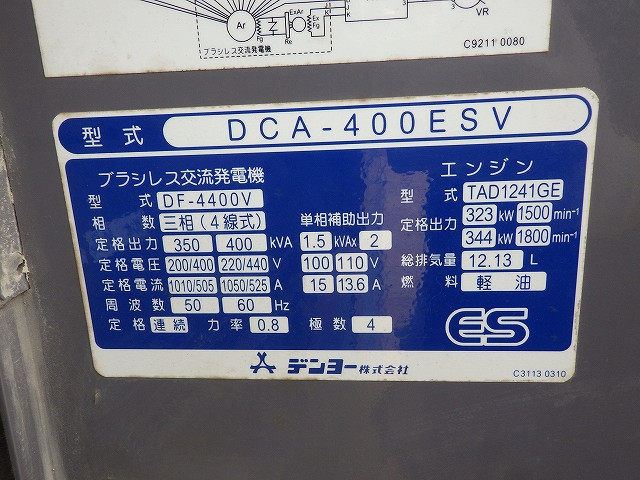 Ar
Fg
ExAr
Re
Ex
Fg
J
K
VR
ブラシレス交流発電機
C9211 0080
型式 DCA-400ESV
ブラシレス交流発電機
型式 DF-4400V
相数 三相(4線式)
定格出力 350 400 kVA
定格電圧 200/400 220/440 V
定格電流 1010/505 1050/525 A
周波数 50 60 Hz
定格 連続 力率 0.8 極数 4
単相補助出力
1.5 kVAx 2
100 110 V
15 13.6 A
エンジン
型式 TAD1241GE
定格出力 323 kW 1500 min⁻¹
344 kW 1800 min⁻¹
総排気量 12.13 L
燃料 軽油
ES
デンヨー株式会社
C3113 0310